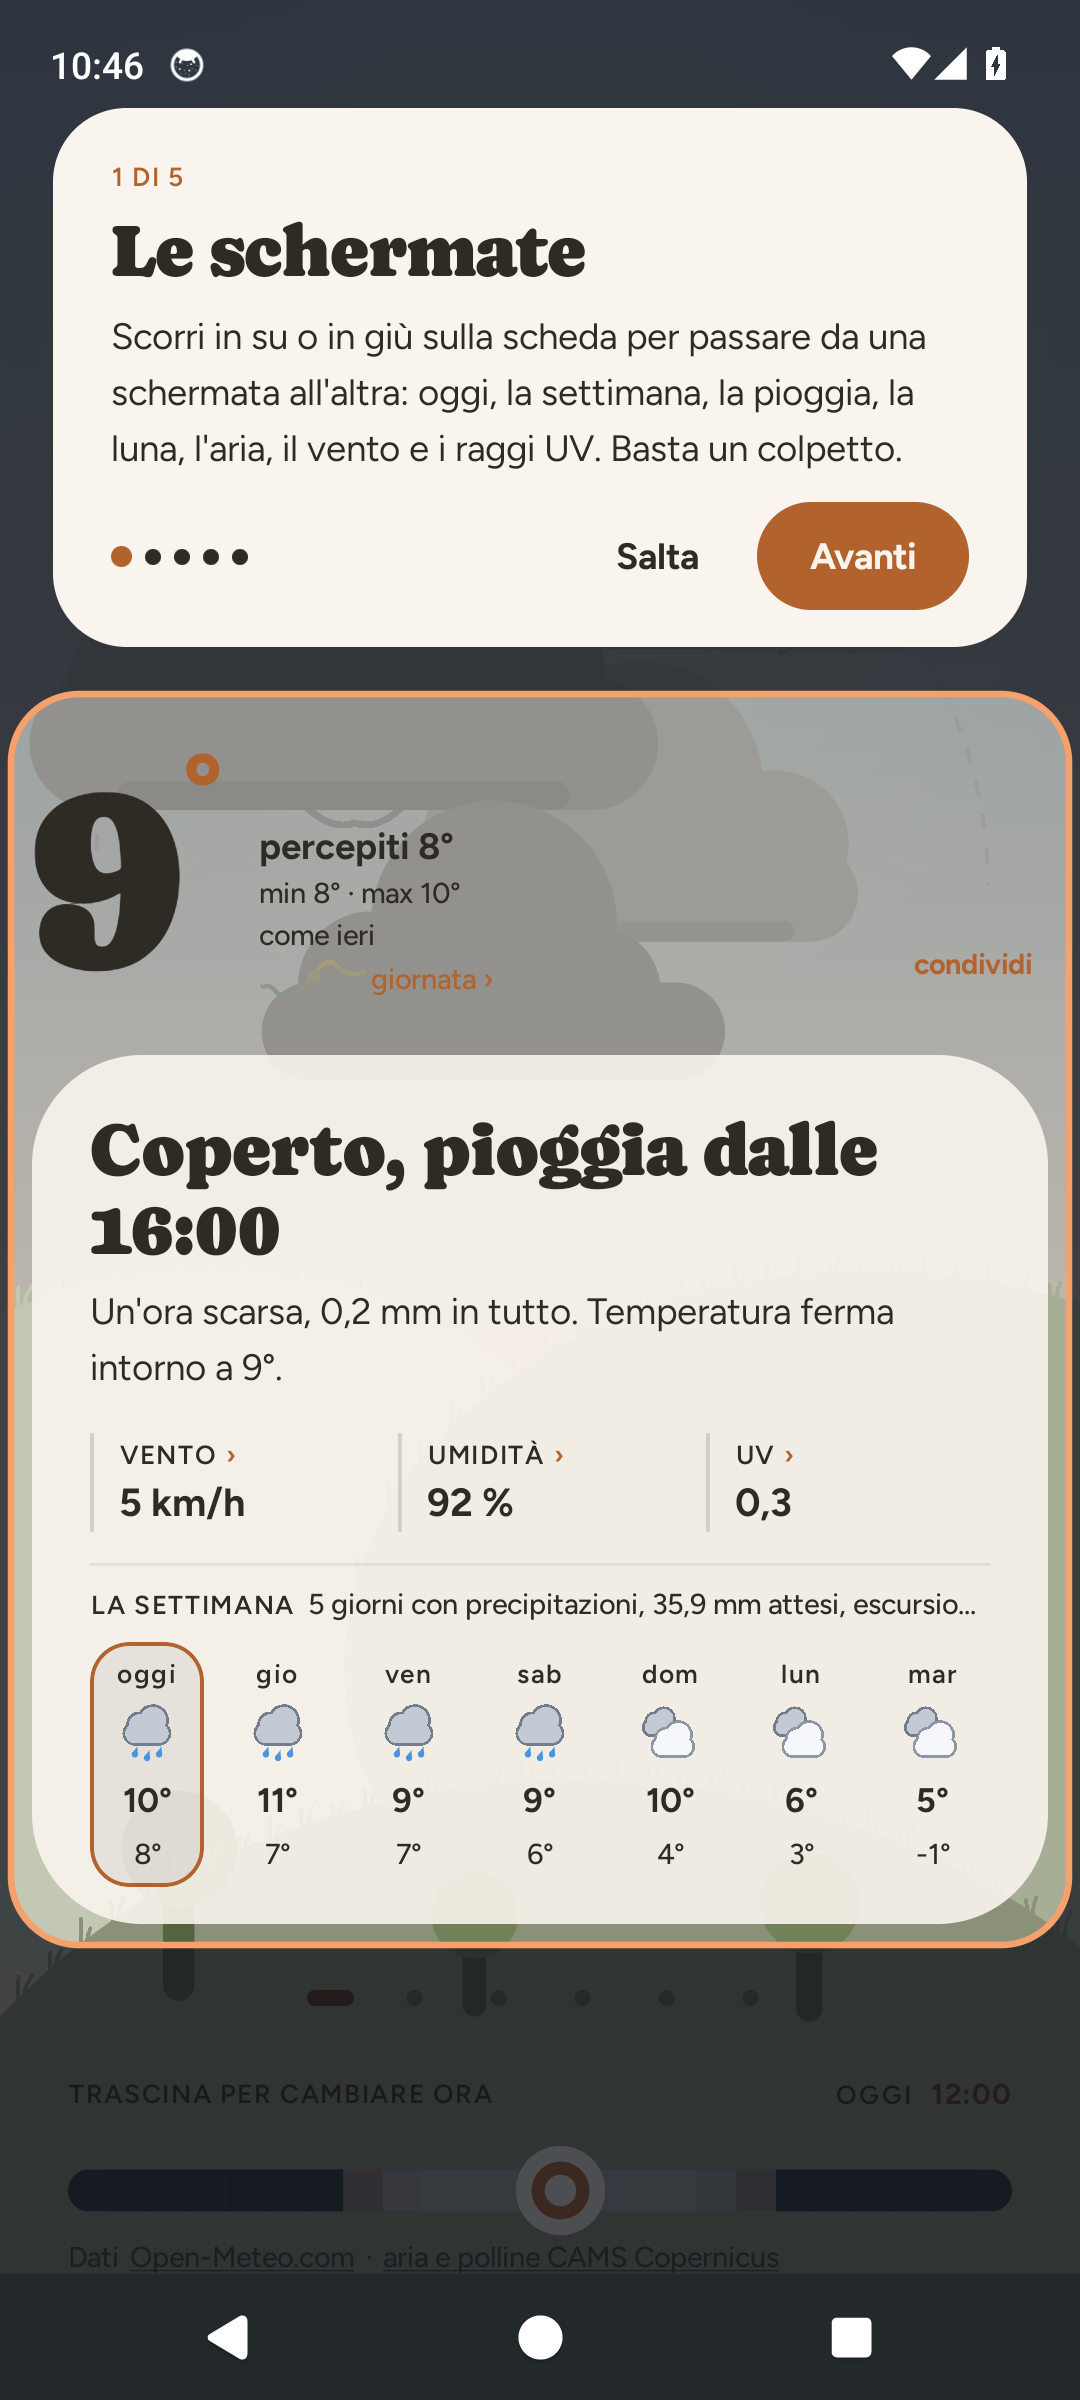 10:46
1 DI 5
Le schermate
Scorri in su o in giù sulla scheda per passare da una
schermata all'altra: oggi, la settimana, la pioggia, la
luna, l'aria, il vento e i raggi UV. Basta un colpetto.
Salta
Avanti
9
percepiti 8°
min 8° · max 10°
come ieri
giornata ›
condividi
Coperto, pioggia dalle
16:00
Un'ora scarsa, 0,2 mm in tutto. Temperatura ferma
intorno a 9°.
VENTO › UMIDITÀ › UV ›
5 km/h 92 % 0,3
LA SETTIMANA 5 giorni con precipitazioni, 35,9 mm attesi, escursio...
oggi gio ven sab dom lun mar
10° 11° 9° 9° 10° 6° 5°
8° 7° 7° 6° 4° 3° -1°
TRASCINA PER CAMBIARE ORA OGGI 12:00
Dati Open-Meteo.com · aria e polline CAMS Copernicus